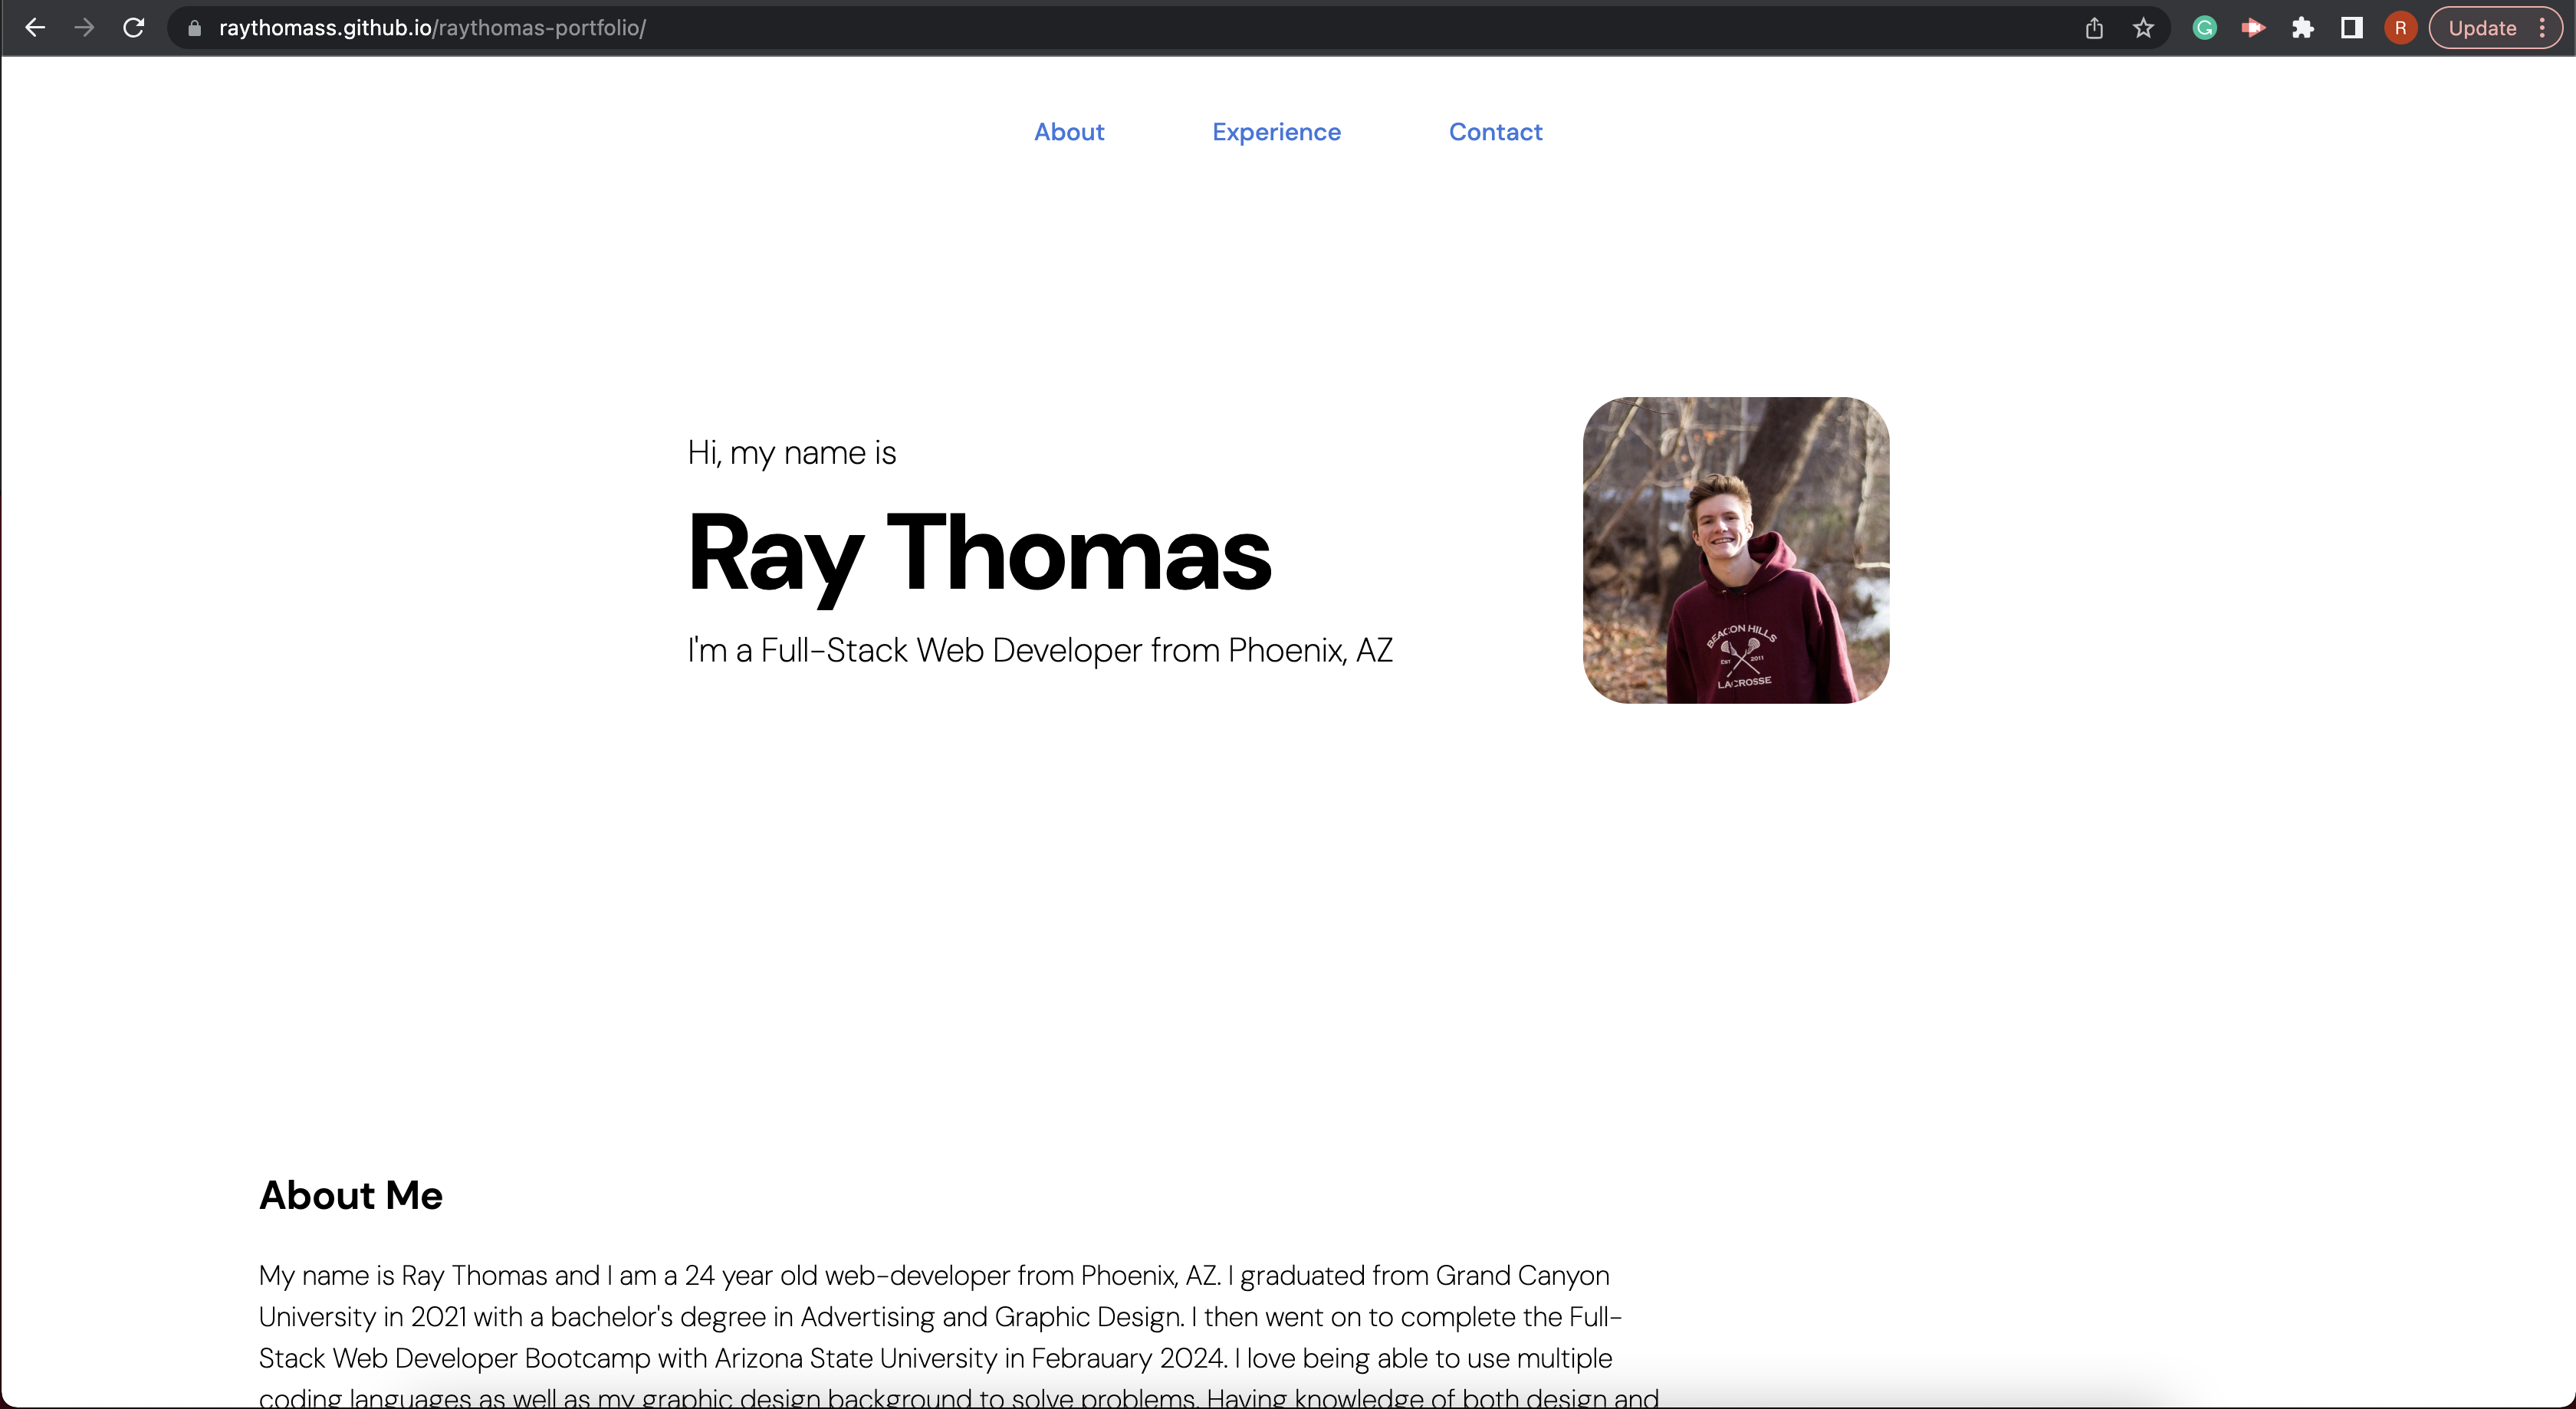 raythomass.github.io/raythomas-portfolio/
R
Update
About Experience Contact
Hi, my name is
Ray Thomas
I'm a Full-Stack Web Developer from Phoenix, AZ
BEACON HILLS
EST 2011
LACROSSE
About Me
My name is Ray Thomas and I am a 24 year old web-developer from Phoenix, AZ. I graduated from Grand Canyon
University in 2021 with a bachelor's degree in Advertising and Graphic Design. I then went on to complete the Full-
Stack Web Developer Bootcamp with Arizona State University in Febrauary 2024. I love being able to use multiple
coding languages as well as my graphic design background to solve problems. Having knowledge of both design and